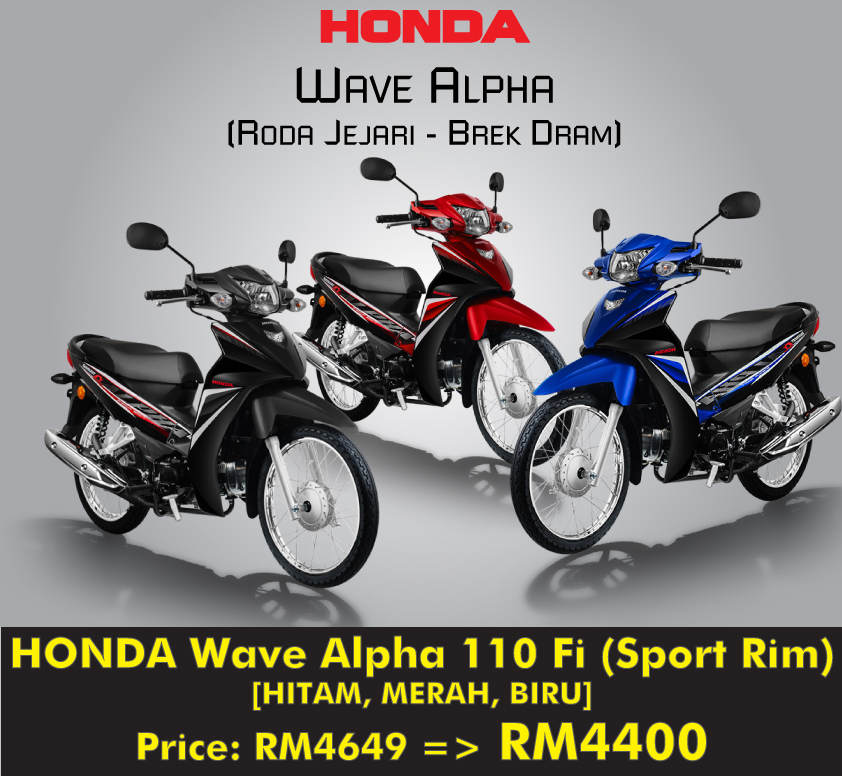 HONDA
WAVE ALPHA
(RODA JEJARI - BREK DRAM)
HONDA
HONDA Wave Alpha 110 Fi (Sport Rim)
[HITAM, MERAH, BIRU]
Price: RM4649 => RM4400